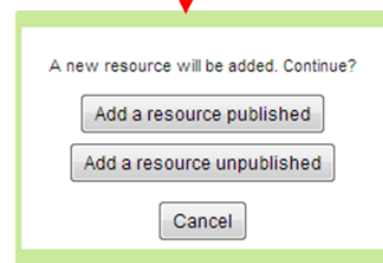 A new resource will be added. Continue?
Add a resource published
Add a resource unpublished
Cancel